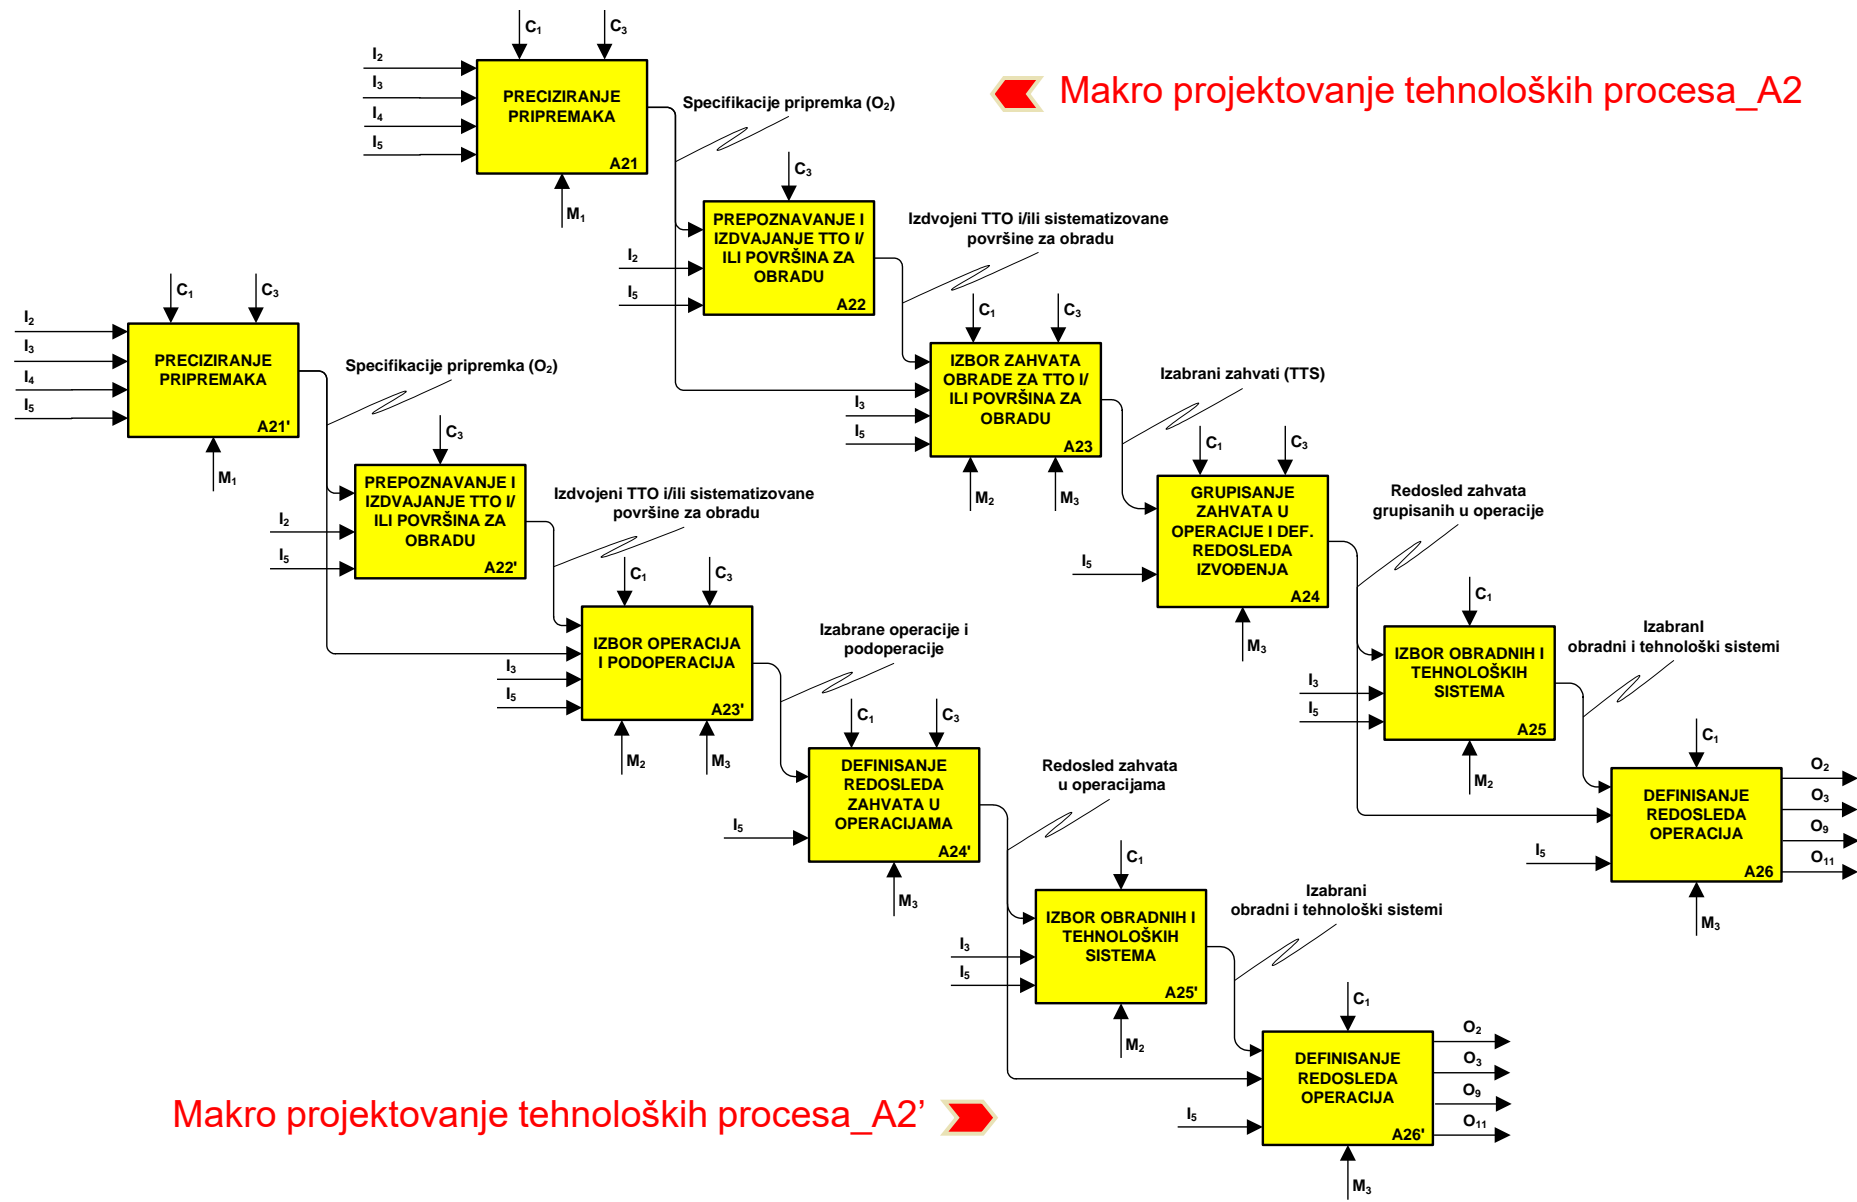 Makro projektovanje tehnoloških procesa_A2
C1
C3
I2
I3
I4
I5
PRECIZIRANJE
PRIPREMAKA
A21
M1
Specifikacije pripremka (O2)
C3
I2
I5
PREPOZNAVANJE I
IZDVAJANJE TTO I/
ILI POVRŠINA ZA
OBRADU
A22
Izdvojeni TTO i/ili sistematizovane
površine za obradu
C1
C3
I3
I5
IZBOR ZAHVATA
OBRADE ZA TTO I/
ILI POVRŠINA ZA
OBRADU
A23
M2
M3
Izabrani zahvati (TTS)
C1
C3
I5
GRUPISANJE
ZAHVATA U
OPERACIJE I DEF.
REDOSLEDA
IZVOĐENJA
A24
M3
Redosled zahvata
grupisanih u operacije
C1
I3
I5
IZBOR OBRADNIH I
TEHNOLOŠKIH
SISTEMA
A25
M2
IzabranI
obradni i tehnološki sistemi
C1
I5
DEFINISANJE
REDOSLEDA
OPERACIJA
A26
M3
O2
O3
O9
O11
C1
C3
I2
I3
I4
I5
PRECIZIRANJE
PRIPREMAKA
A21'
M1
Specifikacije pripremka (O2)
C3
I2
I5
PREPOZNAVANJE I
IZDVAJANJE TTO I/
ILI POVRŠINA ZA
OBRADU
A22'
Izdvojeni TTO i/ili sistematizovane
površine za obradu
C1
C3
I3
I5
IZBOR OPERACIJA
I PODOPERACIJA
A23'
M2
M3
Izabrane operacije i
podoperacije
C1
C3
I5
DEFINISANJE
REDOSLEDA
ZAHVATA U
OPERACIJAMA
A24'
M3
Redosled zahvata
u operacijama
C1
I3
I5
IZBOR OBRADNIH I
TEHNOLOŠKIH
SISTEMA
A25'
M2
Izabrani
obradni i tehnološki sistemi
C1
I5
DEFINISANJE
REDOSLEDA
OPERACIJA
A26'
M3
O2
O3
O9
O11
Makro projektovanje tehnoloških procesa_A2’